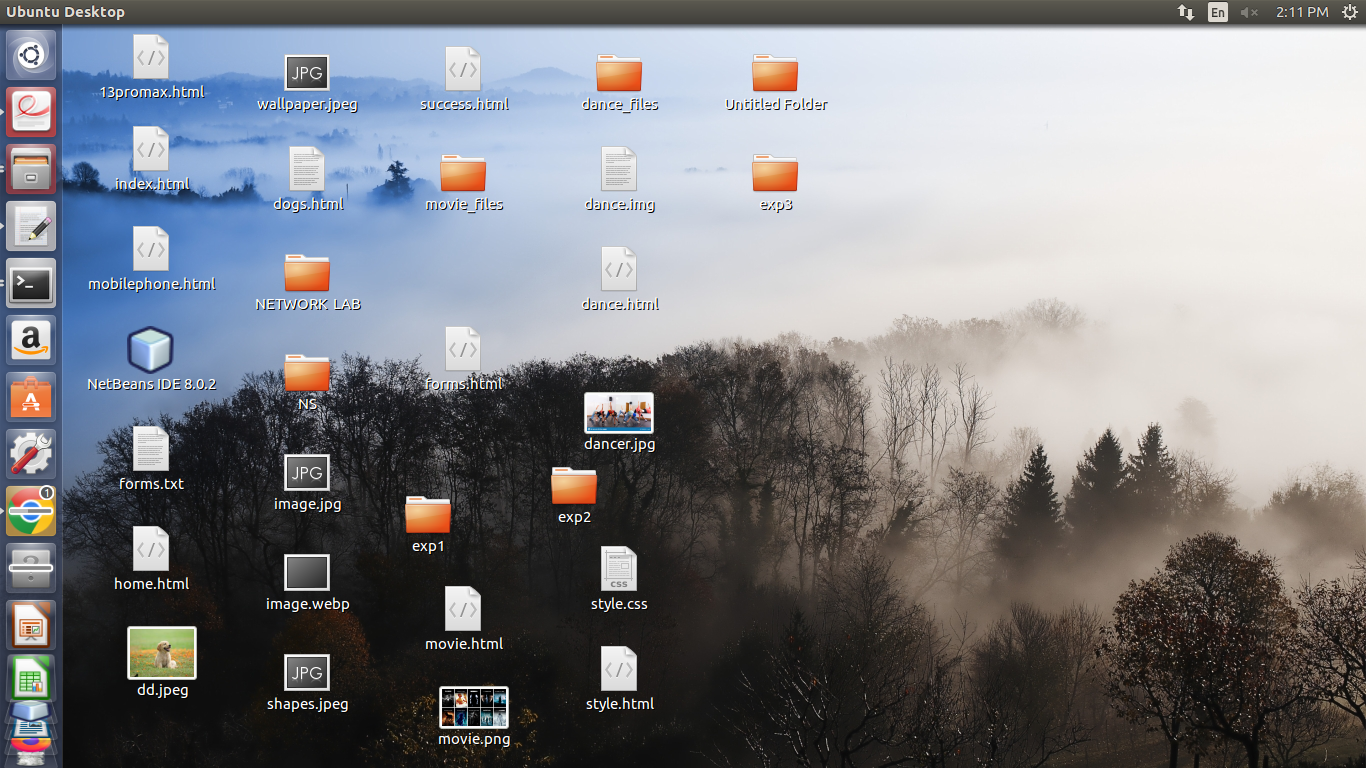 Ubuntu Desktop
En
2:11 PM
13promax.html
index.html
mobilephone.html
NetBeans IDE 8.0.2
forms.txt
home.html
dd.jpeg
JPG
wallpaper.jpeg
dogs.html
NETWORK LAB
NS
JPG
image.jpg
image.webp
JPG
shapes.jpeg
success.html
movie_files
forms.html
exp1
movie.html
movie.png
dance_files
dance.img
dance.html
dancer.jpg
exp2
CSS
style.css
style.html
Untitled Folder
exp3
a
A
1